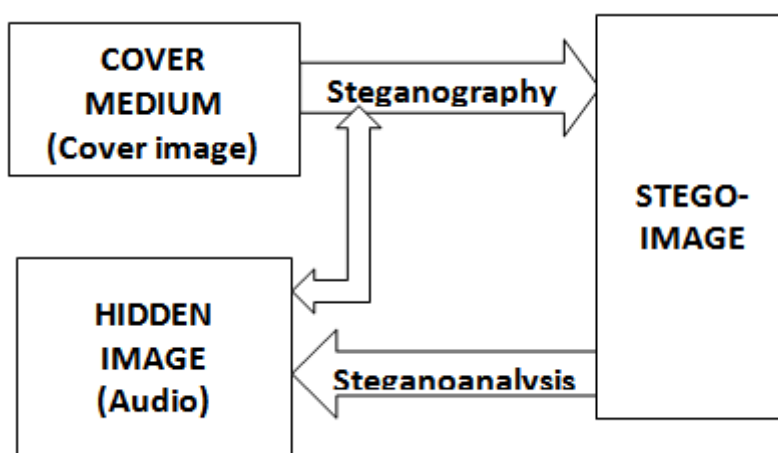 COVER
MEDIUM
(Cover image)
Steganography
STEGO-
IMAGE
HIDDEN
IMAGE
(Audio)
Steganoanalysis